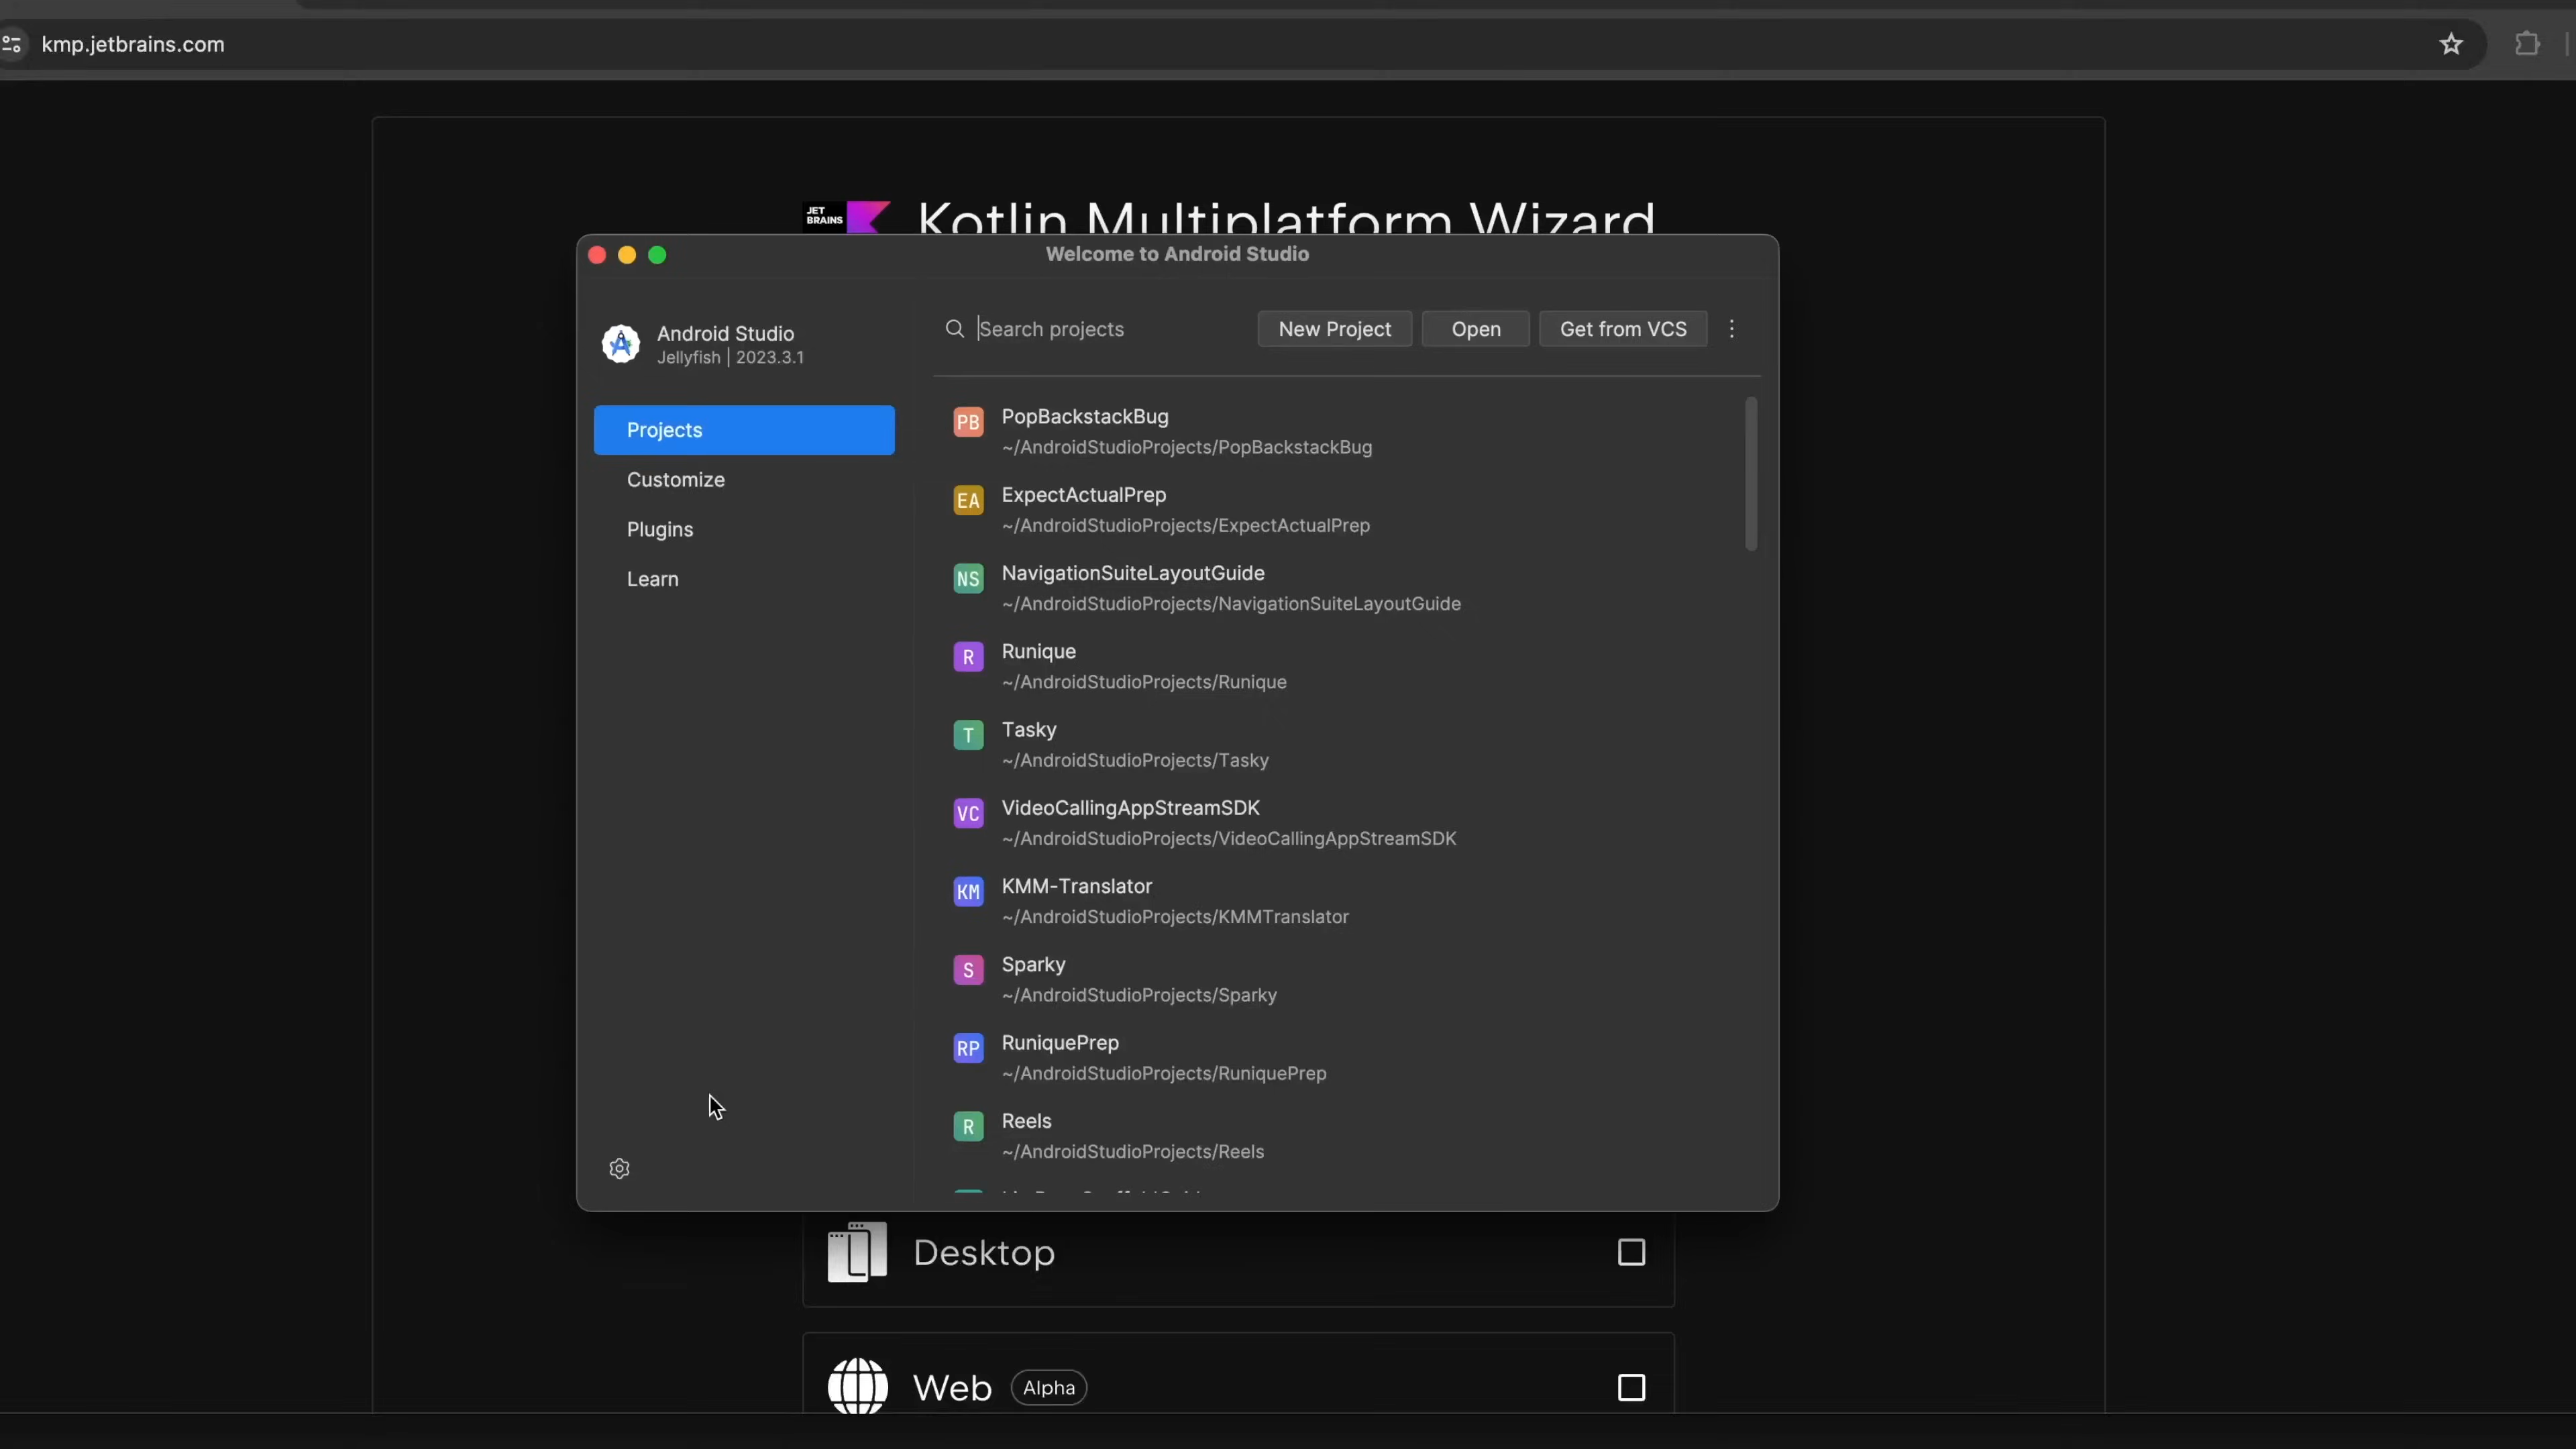 kmp.jetbrains.com
JET
BRAINS
Kotlin Multiplatform Wizard
Welcome to Android Studio
Android Studio
Jellyfish | 2023.3.1
Search projects
New Project
Open
Get from VCS
Projects
Customize
Plugins
Learn
PB
PopBackstackBug
~/AndroidStudioProjects/PopBackstackBug
EA
ExpectActualPrep
~/AndroidStudioProjects/ExpectActualPrep
NS
NavigationSuiteLayoutGuide
~/AndroidStudioProjects/NavigationSuiteLayoutGuide
R
Runique
~/AndroidStudioProjects/Runique
T
Tasky
~/AndroidStudioProjects/Tasky
VC
VideoCallingAppStreamSDK
~/AndroidStudioProjects/VideoCallingAppStreamSDK
KM
KMM-Translator
~/AndroidStudioProjects/KMMTranslator
S
Sparky
~/AndroidStudioProjects/Sparky
RP
RuniquePrep
~/AndroidStudioProjects/RuniquePrep
R
Reels
~/AndroidStudioProjects/Reels
Desktop
Web
Alpha